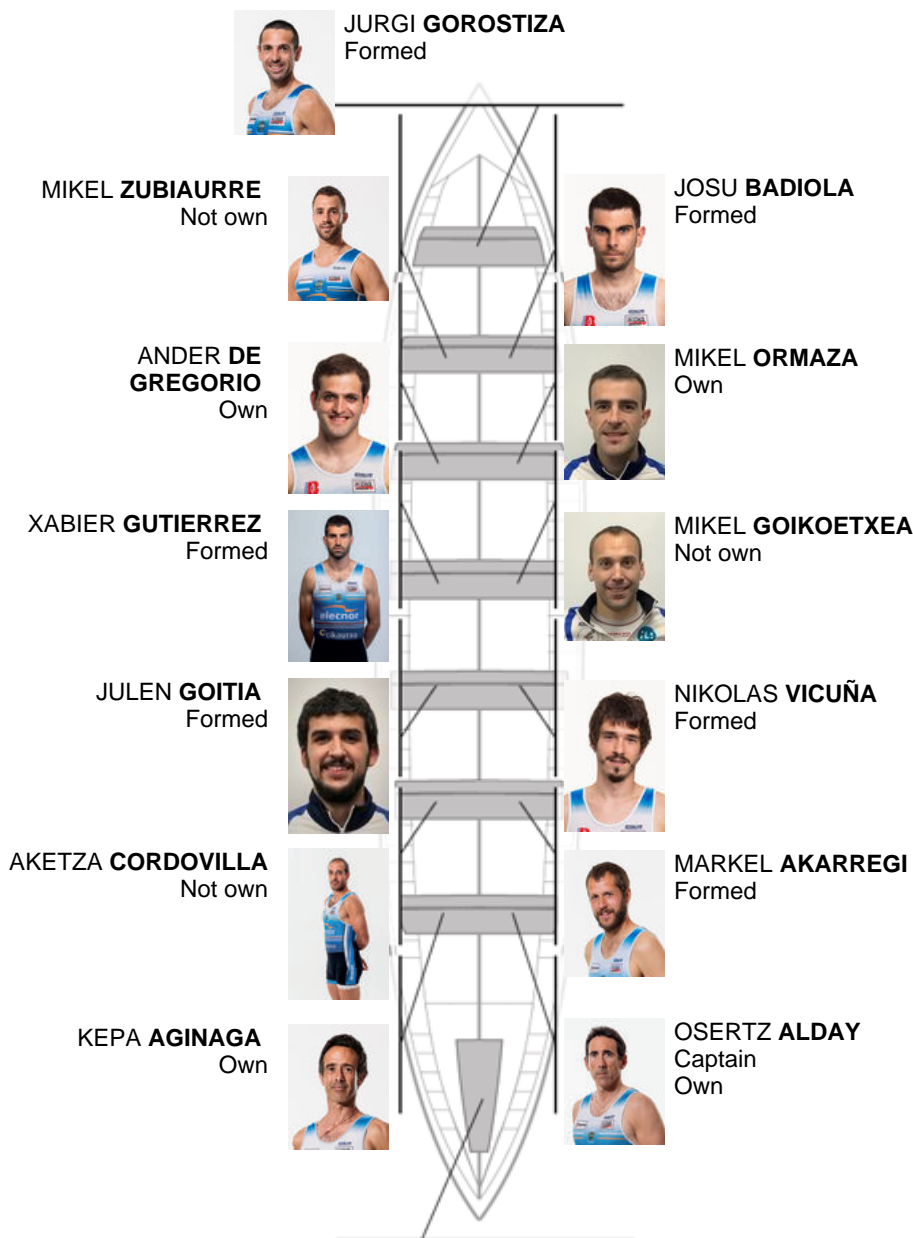 JURGI GOROSTIZA
Formed
MIKEL ZUBIAURRE
Not own
JOSU BADIOLA
Formed
ANDER DE
GREGORIO
Own
MIKEL ORMAZA
Own
XABIER GUTIERREZ
Formed
elecnor
cikautxo
MIKEL GOIKOETXEA
Not own
JULEN GOITIA
Formed
NIKOLAS VICUÑA
Formed
AKETZA CORDOVILLA
Not own
MARKEL AKARREGI
Formed
KEPA AGINAGA
Own
OSERTZ ALDAY
Captain
Own